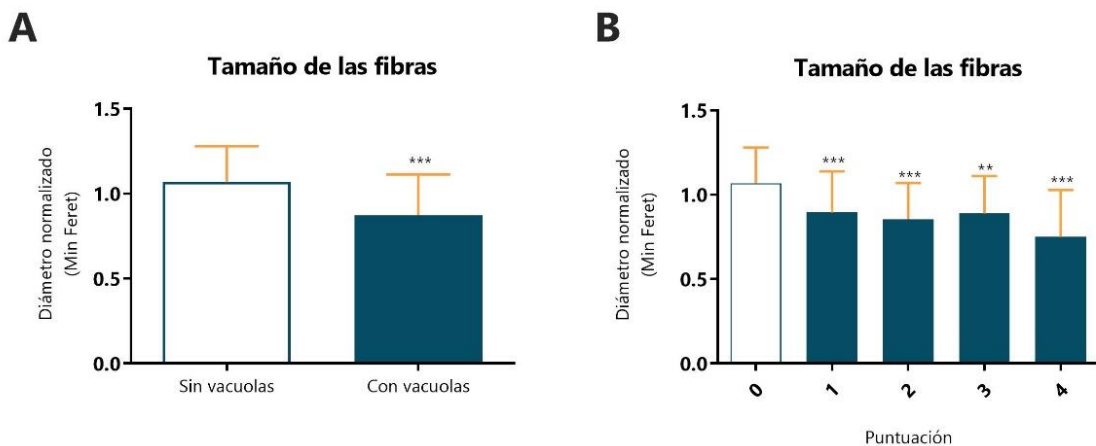 A
Tamaño de las fibras
Diámetro normalizado
(Min Feret)
1.5
1.0
0.5
0.0
***
Sin vacuolas
Con vacuolas
B
Tamaño de las fibras
Diámetro normalizado
(Min Feret)
1.5
1.0
0.5
0.0
***
***
**
***
0
1
2
3
4
Puntuación